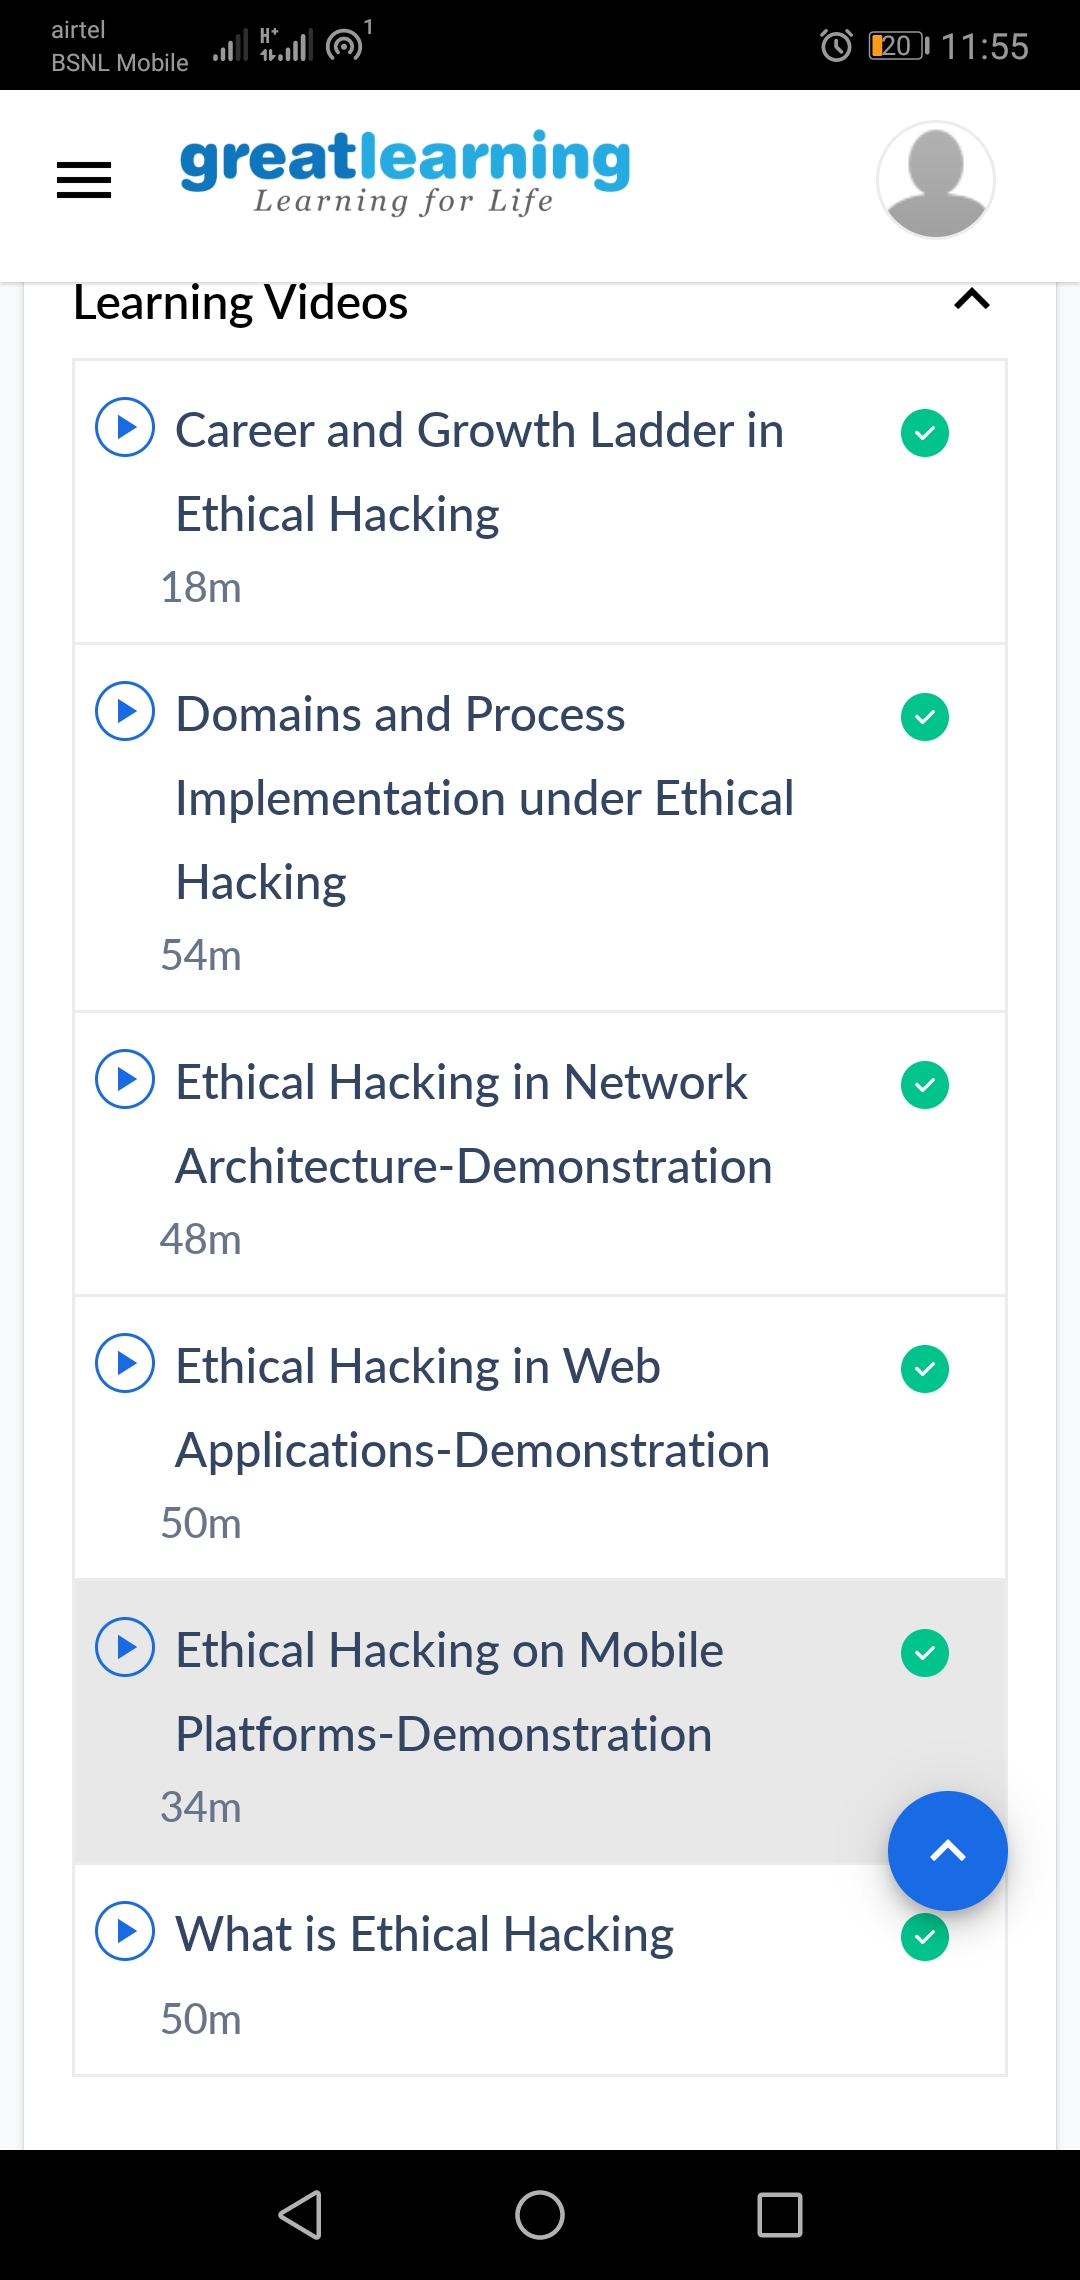 airtel
BSNL Mobile
H+
1
20
11:55
greatlearning
Learning for Life
Learning Videos
Career and Growth Ladder in
Ethical Hacking
18m
Domains and Process
Implementation under Ethical
Hacking
54m
Ethical Hacking in Network
Architecture-Demonstration
48m
Ethical Hacking in Web
Applications-Demonstration
50m
Ethical Hacking on Mobile
Platforms-Demonstration
34m
What is Ethical Hacking
50m